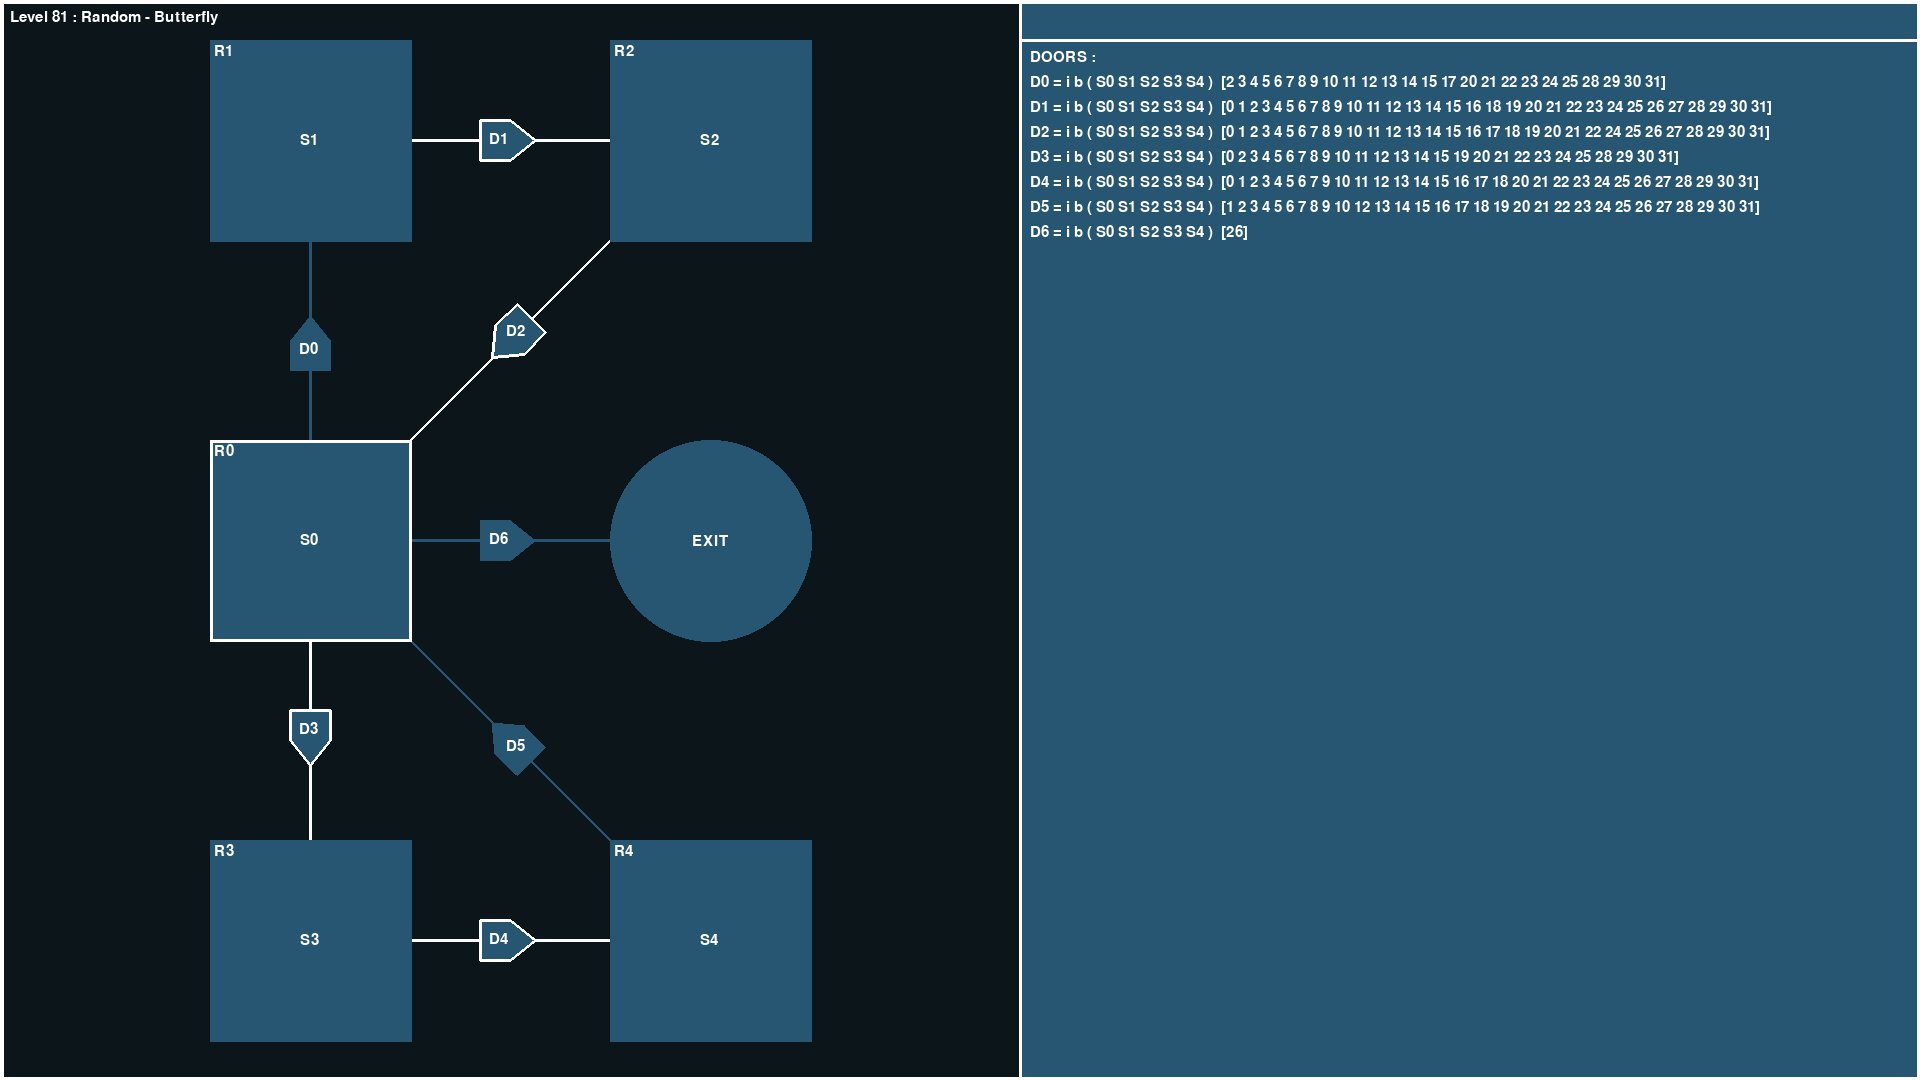 Level 81 : Random - Butterfly
R1
R2
S1
D1
S2
D2
D0
R0
S0
D6
EXIT
D3
D5
R3
R4
S3
D4
S4
DOORS :
D0 = i b ( S0 S1 S2 S3 S4 ) [2 3 4 5 6 7 8 9 10 11 12 13 14 15 17 20 21 22 23 24 25 28 29 30 31]
D1 = i b ( S0 S1 S2 S3 S4 ) [0 1 2 3 4 5 6 7 8 9 10 11 12 13 14 15 16 18 19 20 21 22 23 24 25 26 27 28 29 30 31]
D2 = i b ( S0 S1 S2 S3 S4 ) [0 1 2 3 4 5 6 7 8 9 10 11 12 13 14 15 16 17 18 19 20 21 22 24 25 26 27 28 29 30 31]
D3 = i b ( S0 S1 S2 S3 S4 ) [0 2 3 4 5 6 7 8 9 10 11 12 13 14 15 19 20 21 22 23 24 25 28 29 30 31]
D4 = i b ( S0 S1 S2 S3 S4 ) [0 1 2 3 4 5 6 7 9 10 11 12 13 14 15 16 17 18 20 21 22 23 24 25 26 27 28 29 30 31]
D5 = i b ( S0 S1 S2 S3 S4 ) [1 2 3 4 5 6 7 8 9 10 12 13 14 15 16 17 18 19 20 21 22 23 24 25 26 27 28 29 30 31]
D6 = i b ( S0 S1 S2 S3 S4 ) [26]